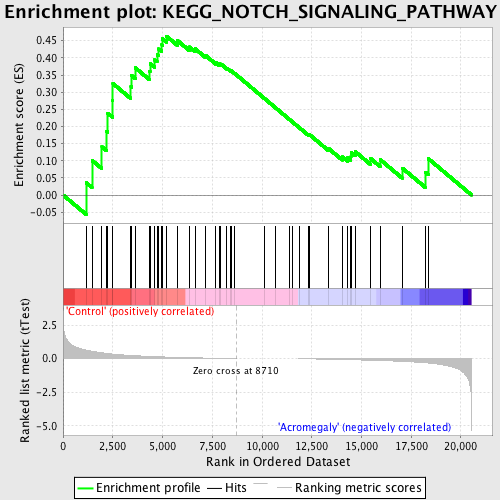 Enrichment plot: KEGG_NOTCH_SIGNALING_PATHWAY
Enrichment score (ES)
0.45
0.40
0.35
0.30
0.25
0.20
0.15
0.10
0.05
0.00
-0.05
'Control' (positively correlated)
Ranked list metric (tTest)
2.5
0.0
-2.5
-5.0
Zero cross at 8710
'Acromegaly' (negatively correlated)
0 2,500 5,000 7,500 10,000 12,500 15,000 17,500 20,000
Rank in Ordered Dataset
Enrichment profile Hits Ranking metric scores